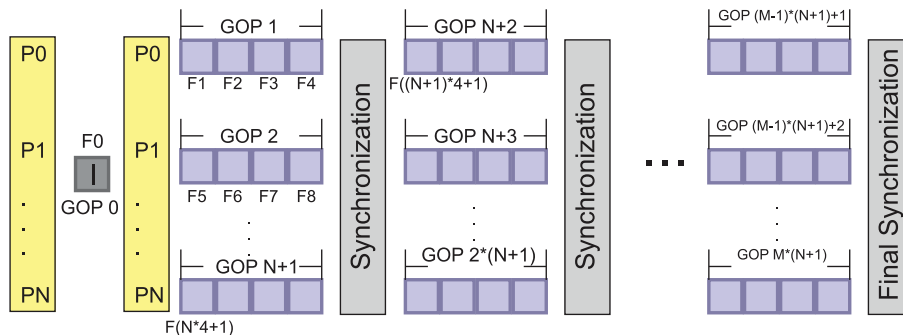 P0
P1
.
.
.
PN
F0
I
GOP 0
P0
P1
.
.
.
PN
GOP 1
F1 F2 F3 F4
GOP 2
F5 F6 F7 F8
.
.
.
GOP N+1
F(N*4+1)
Synchronization
GOP N+2
F((N+1)*4+1)
GOP N+3
.
.
.
GOP 2*(N+1)
Synchronization
...
GOP (M-1)*(N+1)+1
GOP (M-1)*(N+1)+2
.
.
.
GOP M*(N+1)
Final Synchronization